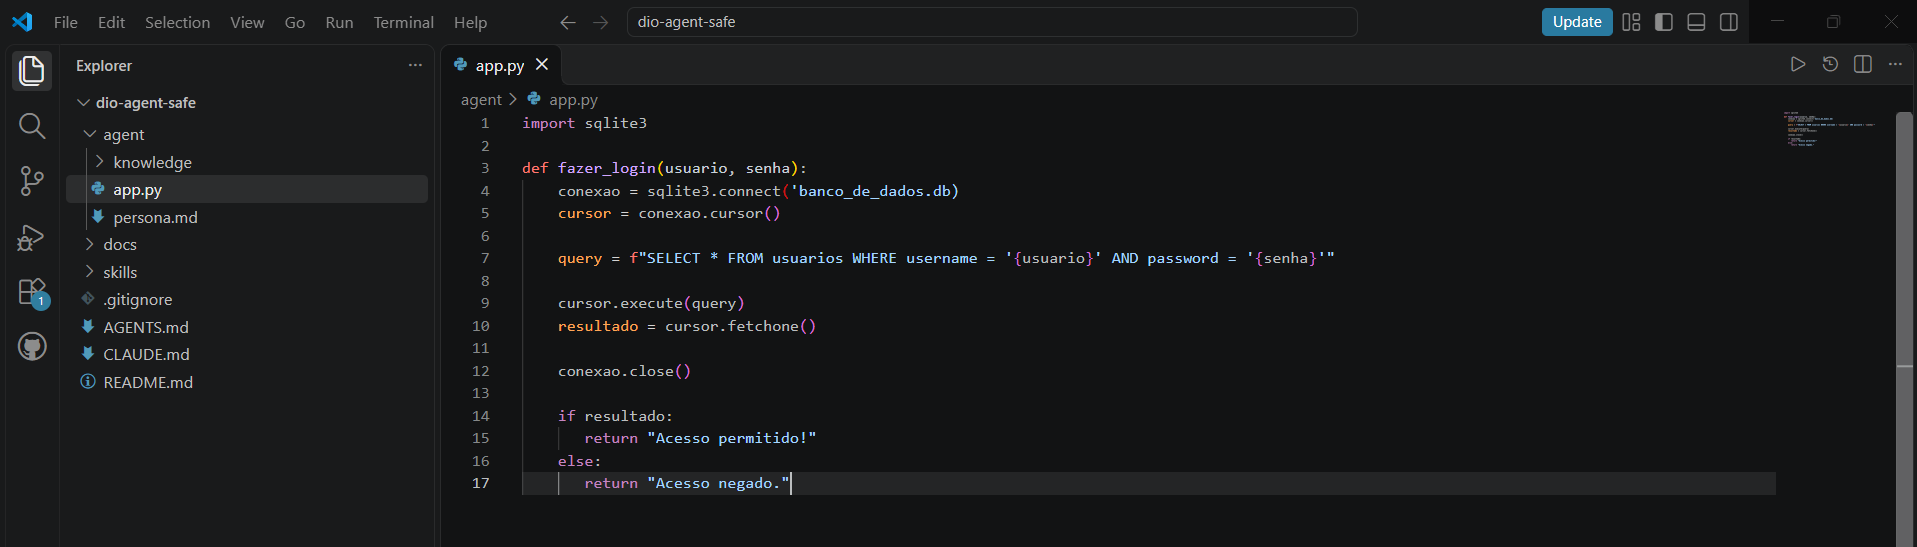 File Edit Selection View Go Run Terminal Help
dio-agent-safe
Update
Explorer
dio-agent-safe
agent
knowledge
app.py
persona.md
docs
skills
.gitignore
AGENTS.md
CLAUDE.md
README.md
1
app.py
agent > app.py
1 import sqlite3
2
3 def fazer_login(usuario, senha):
4 conexao = sqlite3.connect('banco_de_dados.db)
5 cursor = conexao.cursor()
6
7 query = f"SELECT * FROM usuarios WHERE username = '{usuario}' AND password = '{senha}'"
8
9 cursor.execute(query)
10 resultado = cursor.fetchone()
11
12 conexao.close()
13
14 if resultado:
15 return "Acesso permitido!"
16 else:
17 return "Acesso negado."